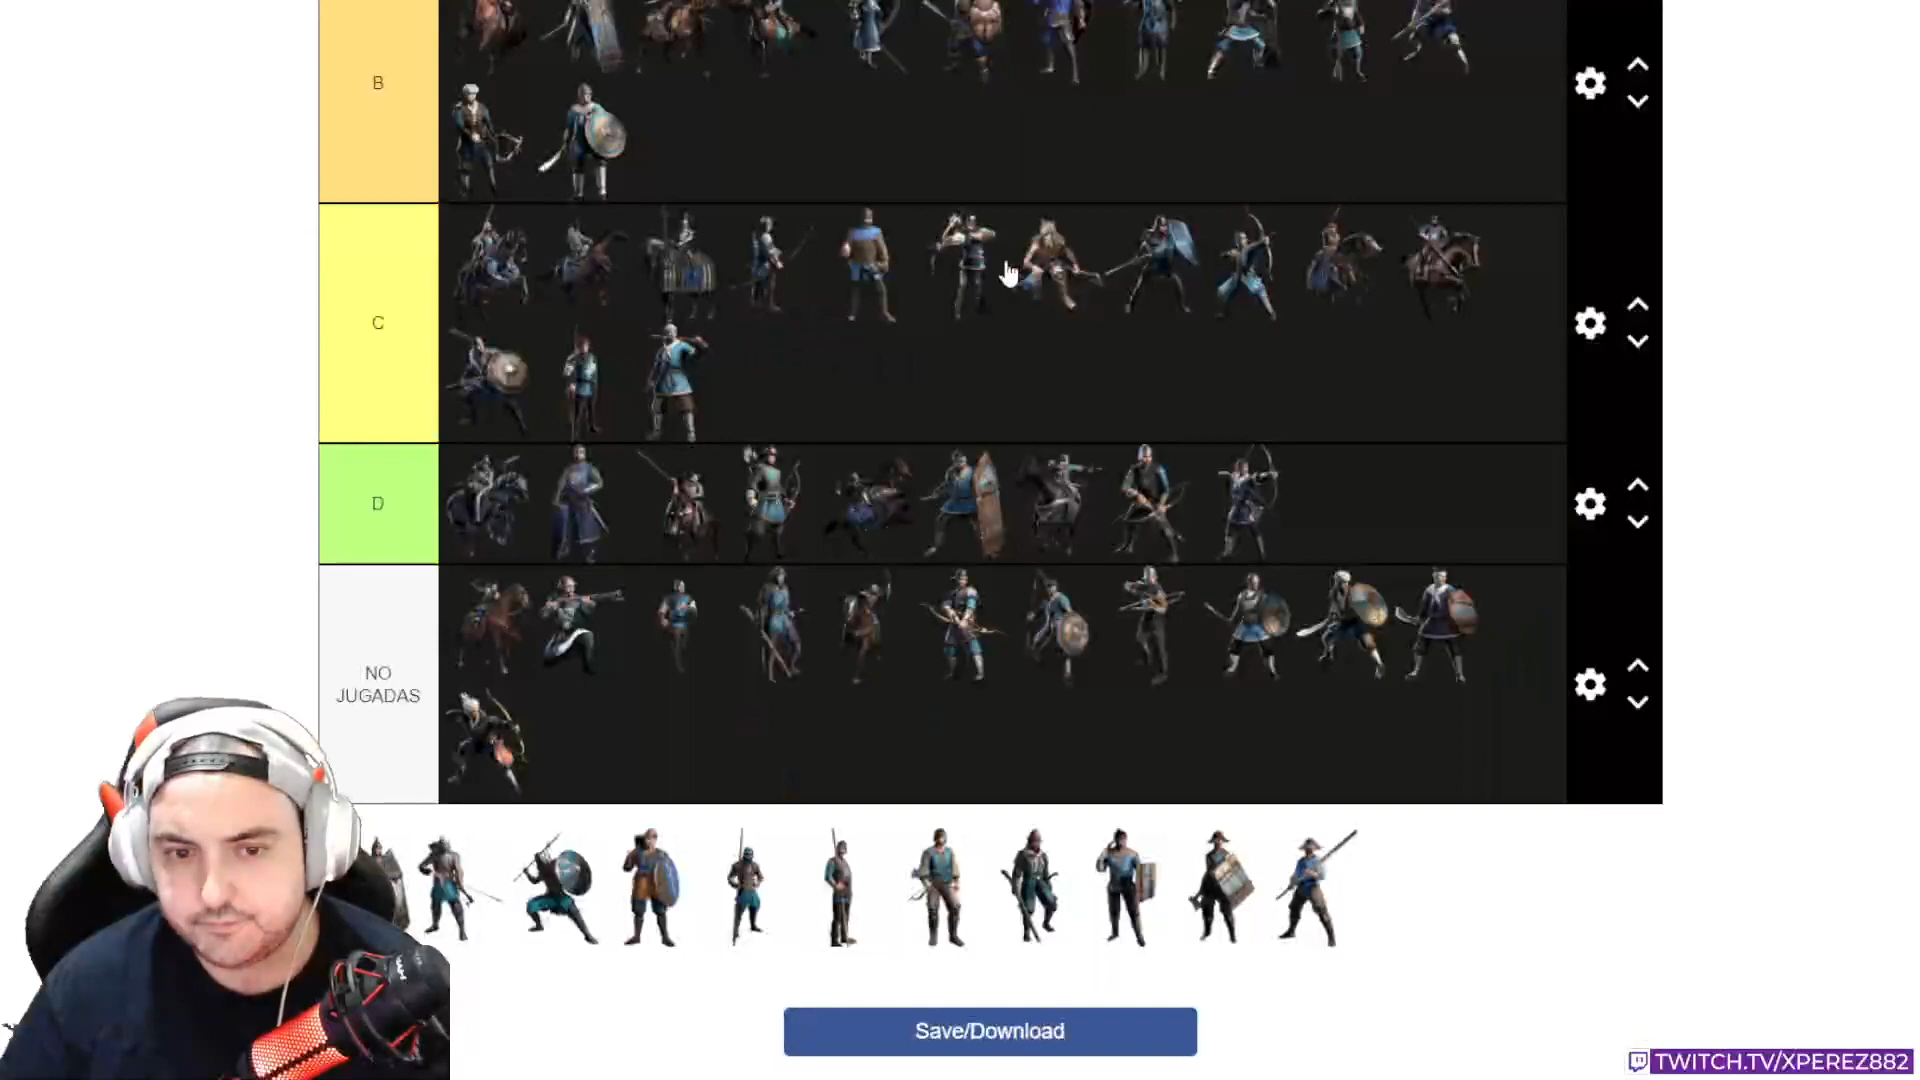 B
C
D
NO
JUGADAS
Save/Download
TWITCH.TV/XPEREZ882